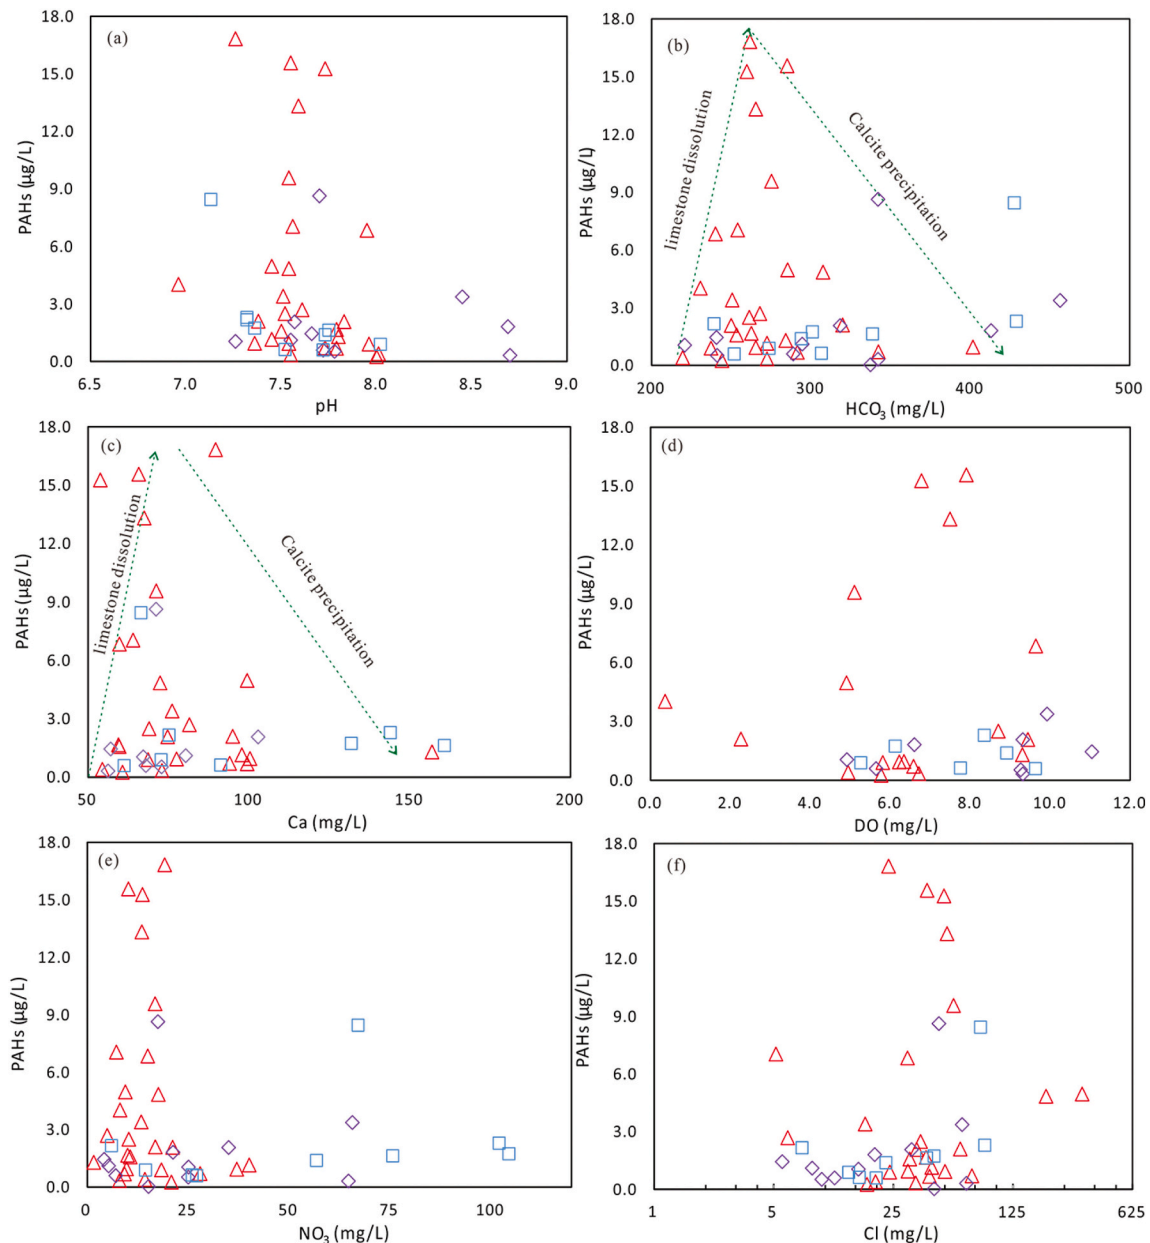 (a)
18.0
15.0
12.0
9.0
6.0
3.0
0.0
PAHs (μg/L)
6.5 7.0 7.5 8.0 8.5 9.0
pH
(b)
18.0
15.0
12.0
9.0
6.0
3.0
0.0
PAHs (μg/L)
limestone dissolution
Calcite precipitation
200 300 400 500
HCO3 (mg/L)
(c)
18.0
15.0
12.0
9.0
6.0
3.0
0.0
PAHs (μg/L)
limestone dissolution
Calcite precipitation
50 100 150 200
Ca (mg/L)
(d)
18.0
15.0
12.0
9.0
6.0
3.0
0.0
PAHs (μg/L)
0.0 2.0 4.0 6.0 8.0 10.0 12.0
DO (mg/L)
(e)
18.0
15.0
12.0
9.0
6.0
3.0
0.0
PAHs (μg/L)
0 25 50 75 100
NO3 (mg/L)
(f)
18.0
15.0
12.0
9.0
6.0
3.0
0.0
PAHs (μg/L)
1 5 25 125 625
Cl (mg/L)